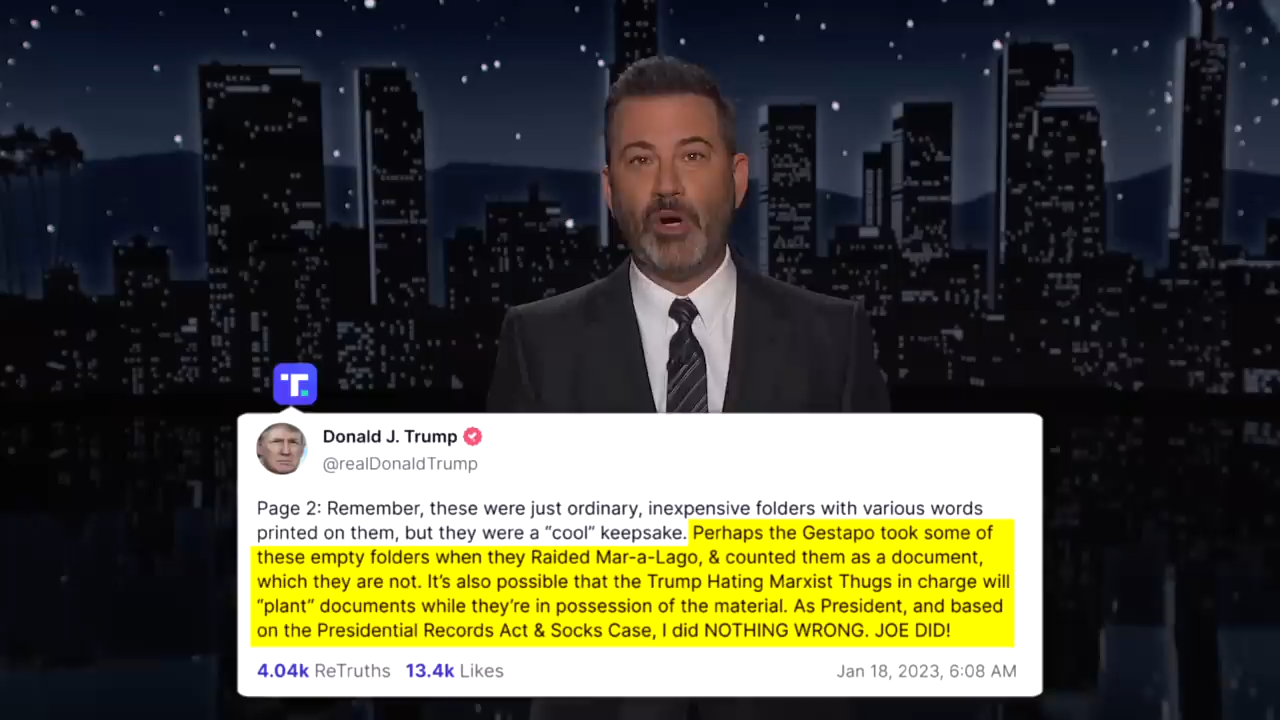 T.
Donald J. Trump
@realDonaldTrump
Page 2: Remember, these were just ordinary, inexpensive folders with various words
printed on them, but they were a "cool" keepsake. Perhaps the Gestapo took some of
these empty folders when they Raided Mar-a-Lago, & counted them as a document,
which they are not. It's also possible that the Trump Hating Marxist Thugs in charge will
"plant" documents while they're in possession of the material. As President, and based
on the Presidential Records Act & Socks Case, I did NOTHING WRONG. JOE DID!
4.04k ReTruths 13.4k Likes
Jan 18, 2023, 6:08 AM